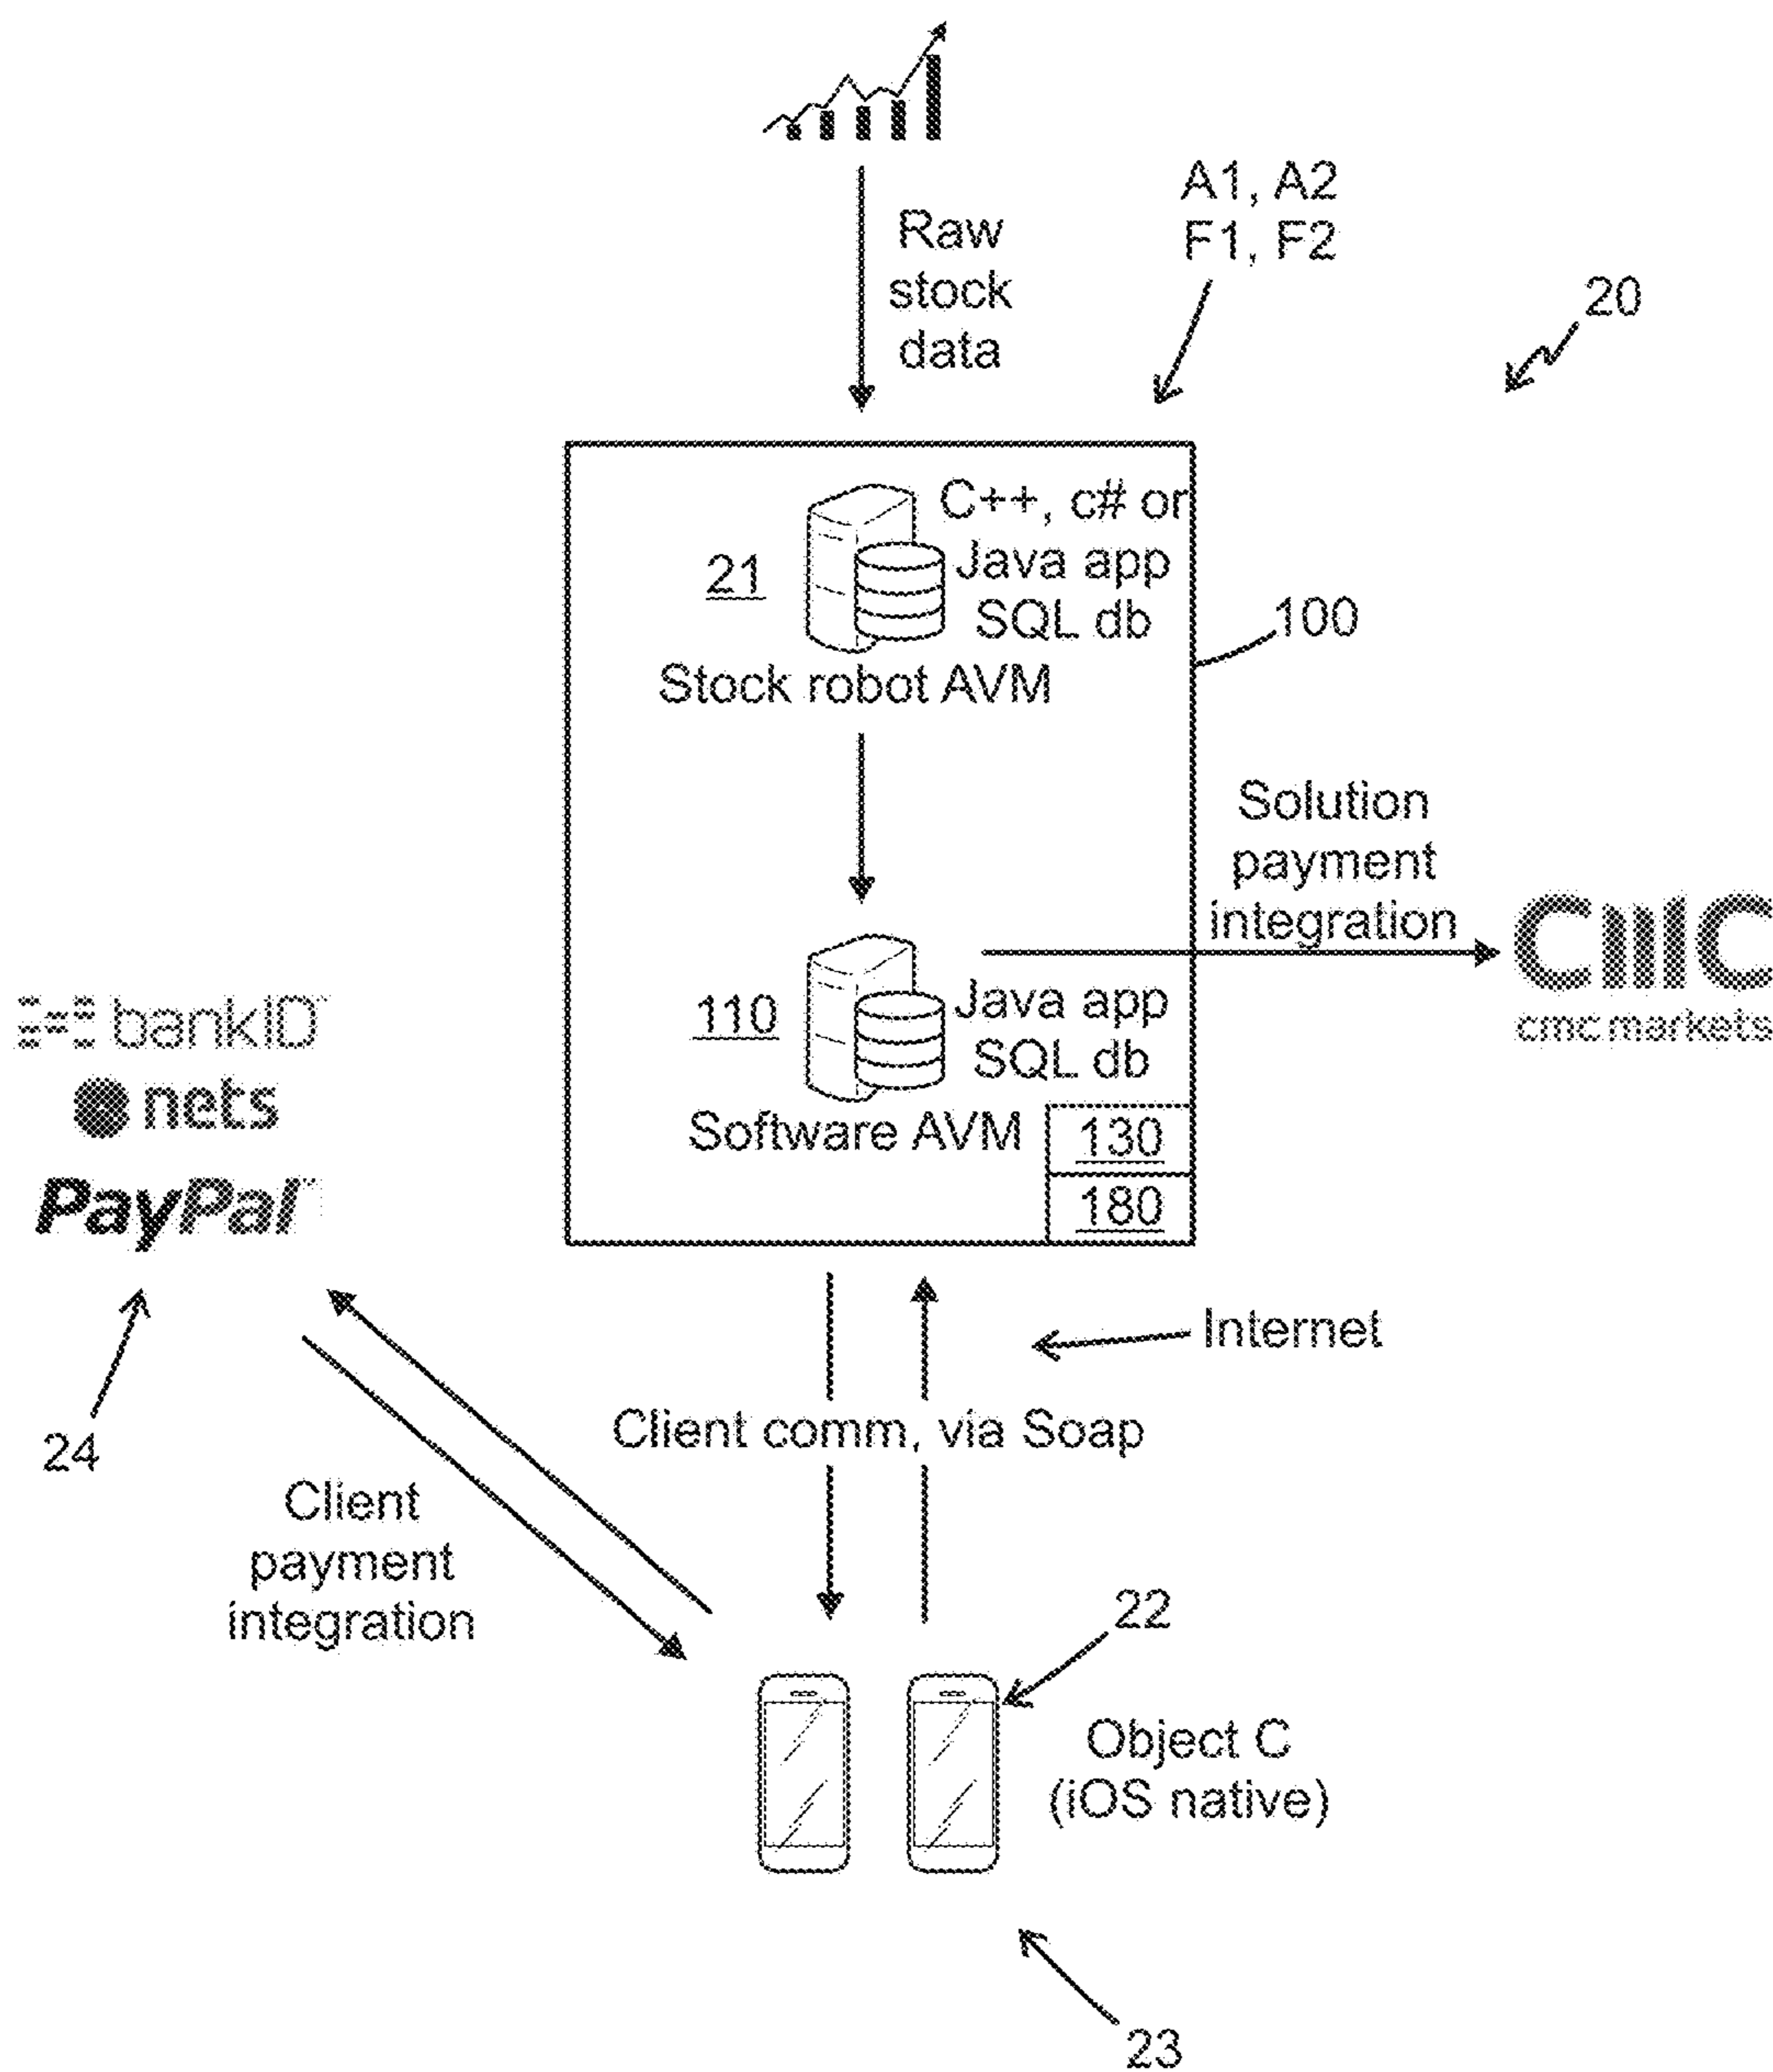 Raw
stock
data
A1, A2
F1, F2
20
C++, c# or
Java app
SQL db
21
Stock robot AVM
100
Solution
payment
integration
cmc
cmc markets
110
Java app
SQL db
Software AVM
130
180
bankID™
nets
PayPal™
24
Internet
Client comm, via Soap
Client
payment
integration
22
Object C
(iOS native)
23